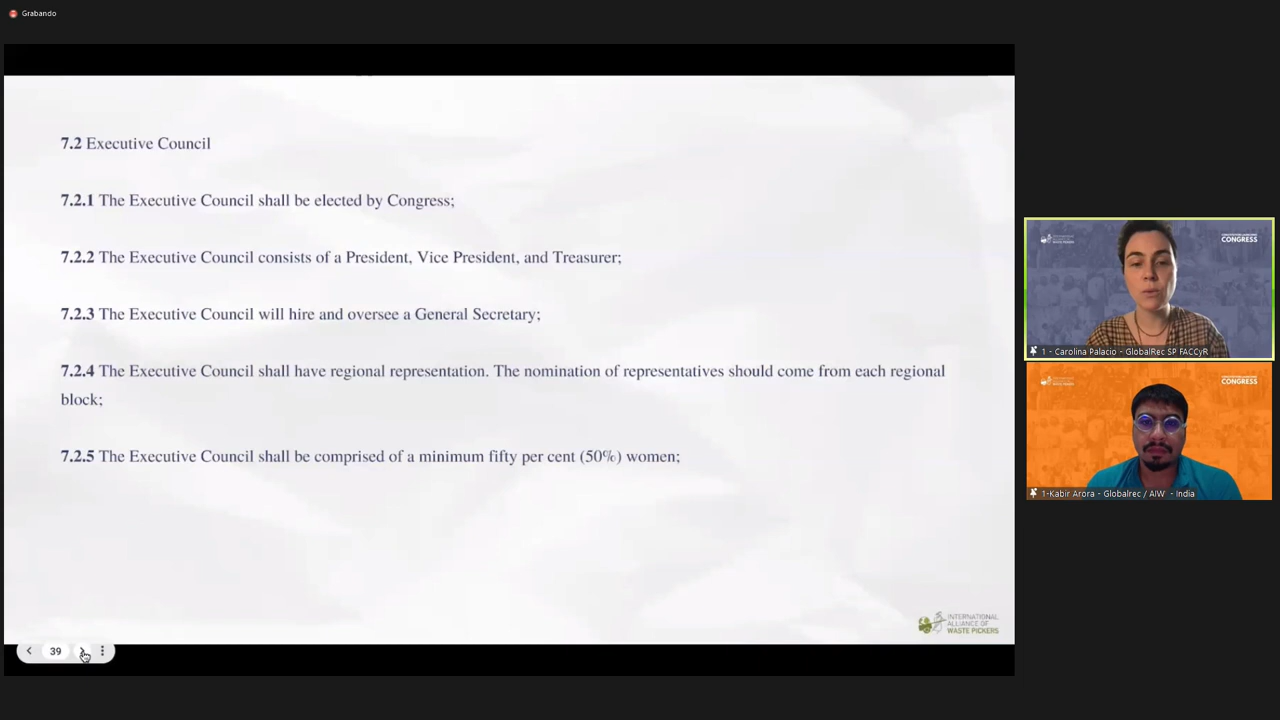 Grabando
7.2 Executive Council
7.2.1 The Executive Council shall be elected by Congress;
7.2.2 The Executive Council consists of a President, Vice President, and Treasurer;
7.2.3 The Executive Council will hire and oversee a General Secretary;
7.2.4 The Executive Council shall have regional representation. The nomination of representatives should come from each regional
block;
7.2.5 The Executive Council shall be comprised of a minimum fifty per cent (50%) women;
INTERNATIONAL
ALLIANCE OF
WASTE PICKERS
39
CONGRESS
1 - Carolina Palacio - GlobalRec SP FACCyR
CONGRESS
1-Kabir Arora - Globalrec / AIW - India